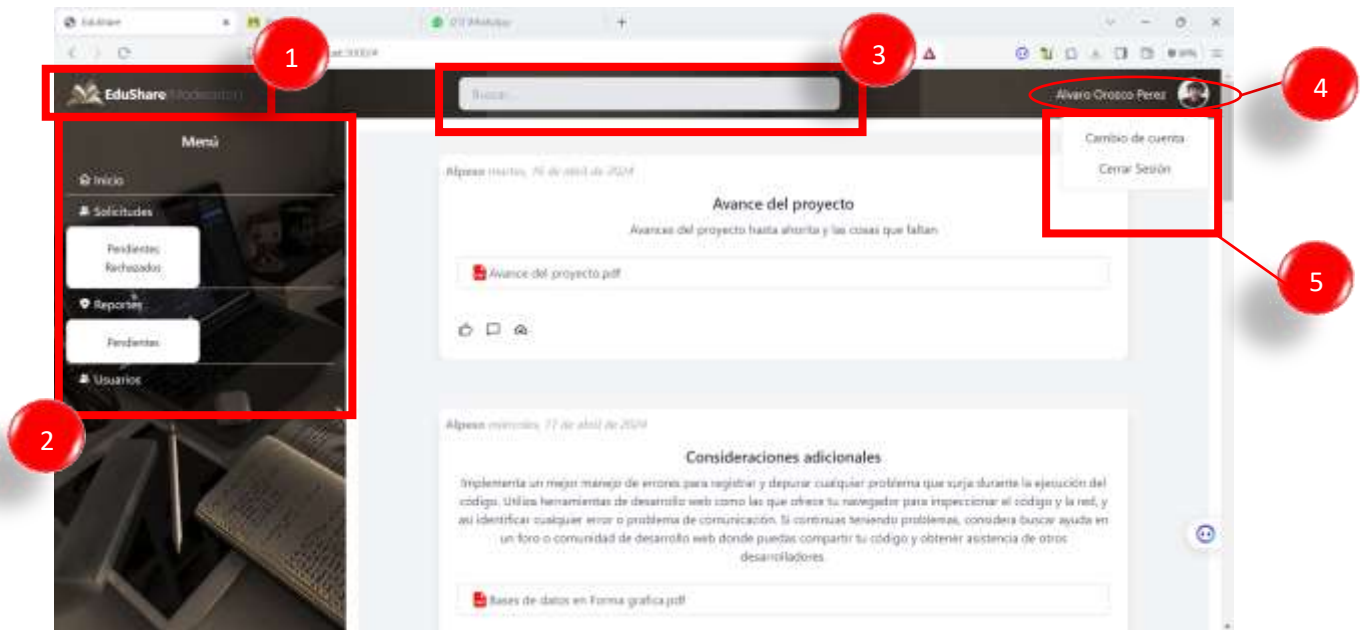 EduShare
WhatsApp
1
3
EduShare (Moderador)
Buscar...
Alvaro Orosco Perez
4
Menú
Cambio de cuenta
Cerrar Sesión
Inicio
Solicitudes
Pendientes
Rechazados
Reportes
Pendientes
Usuarios
2
5
Alpeso martes, 16 de abril de 2024
Avance del proyecto
Avances del proyecto hasta ahorita y las cosas que faltan
Avance del proyecto.pdf
Alpeso miercoles, 17 de abril de 2024
Consideraciones adicionales
Implementa un mejor manejo de errores para registrar y depurar cualquier problema que surja durante la ejecución del
código. Utiliza herramientas de desarrollo web como las que ofrece tu navegador para inspeccionar el código y la red, y
así identificar cualquier error o problema de comunicación. Si continuas teniendo problemas, considera buscar ayuda en
un foro o comunidad de desarrollo web donde puedas compartir tu código y obtener asistencia de otros
desarrolladores.
Bases de datos en Forma grafica.pdf